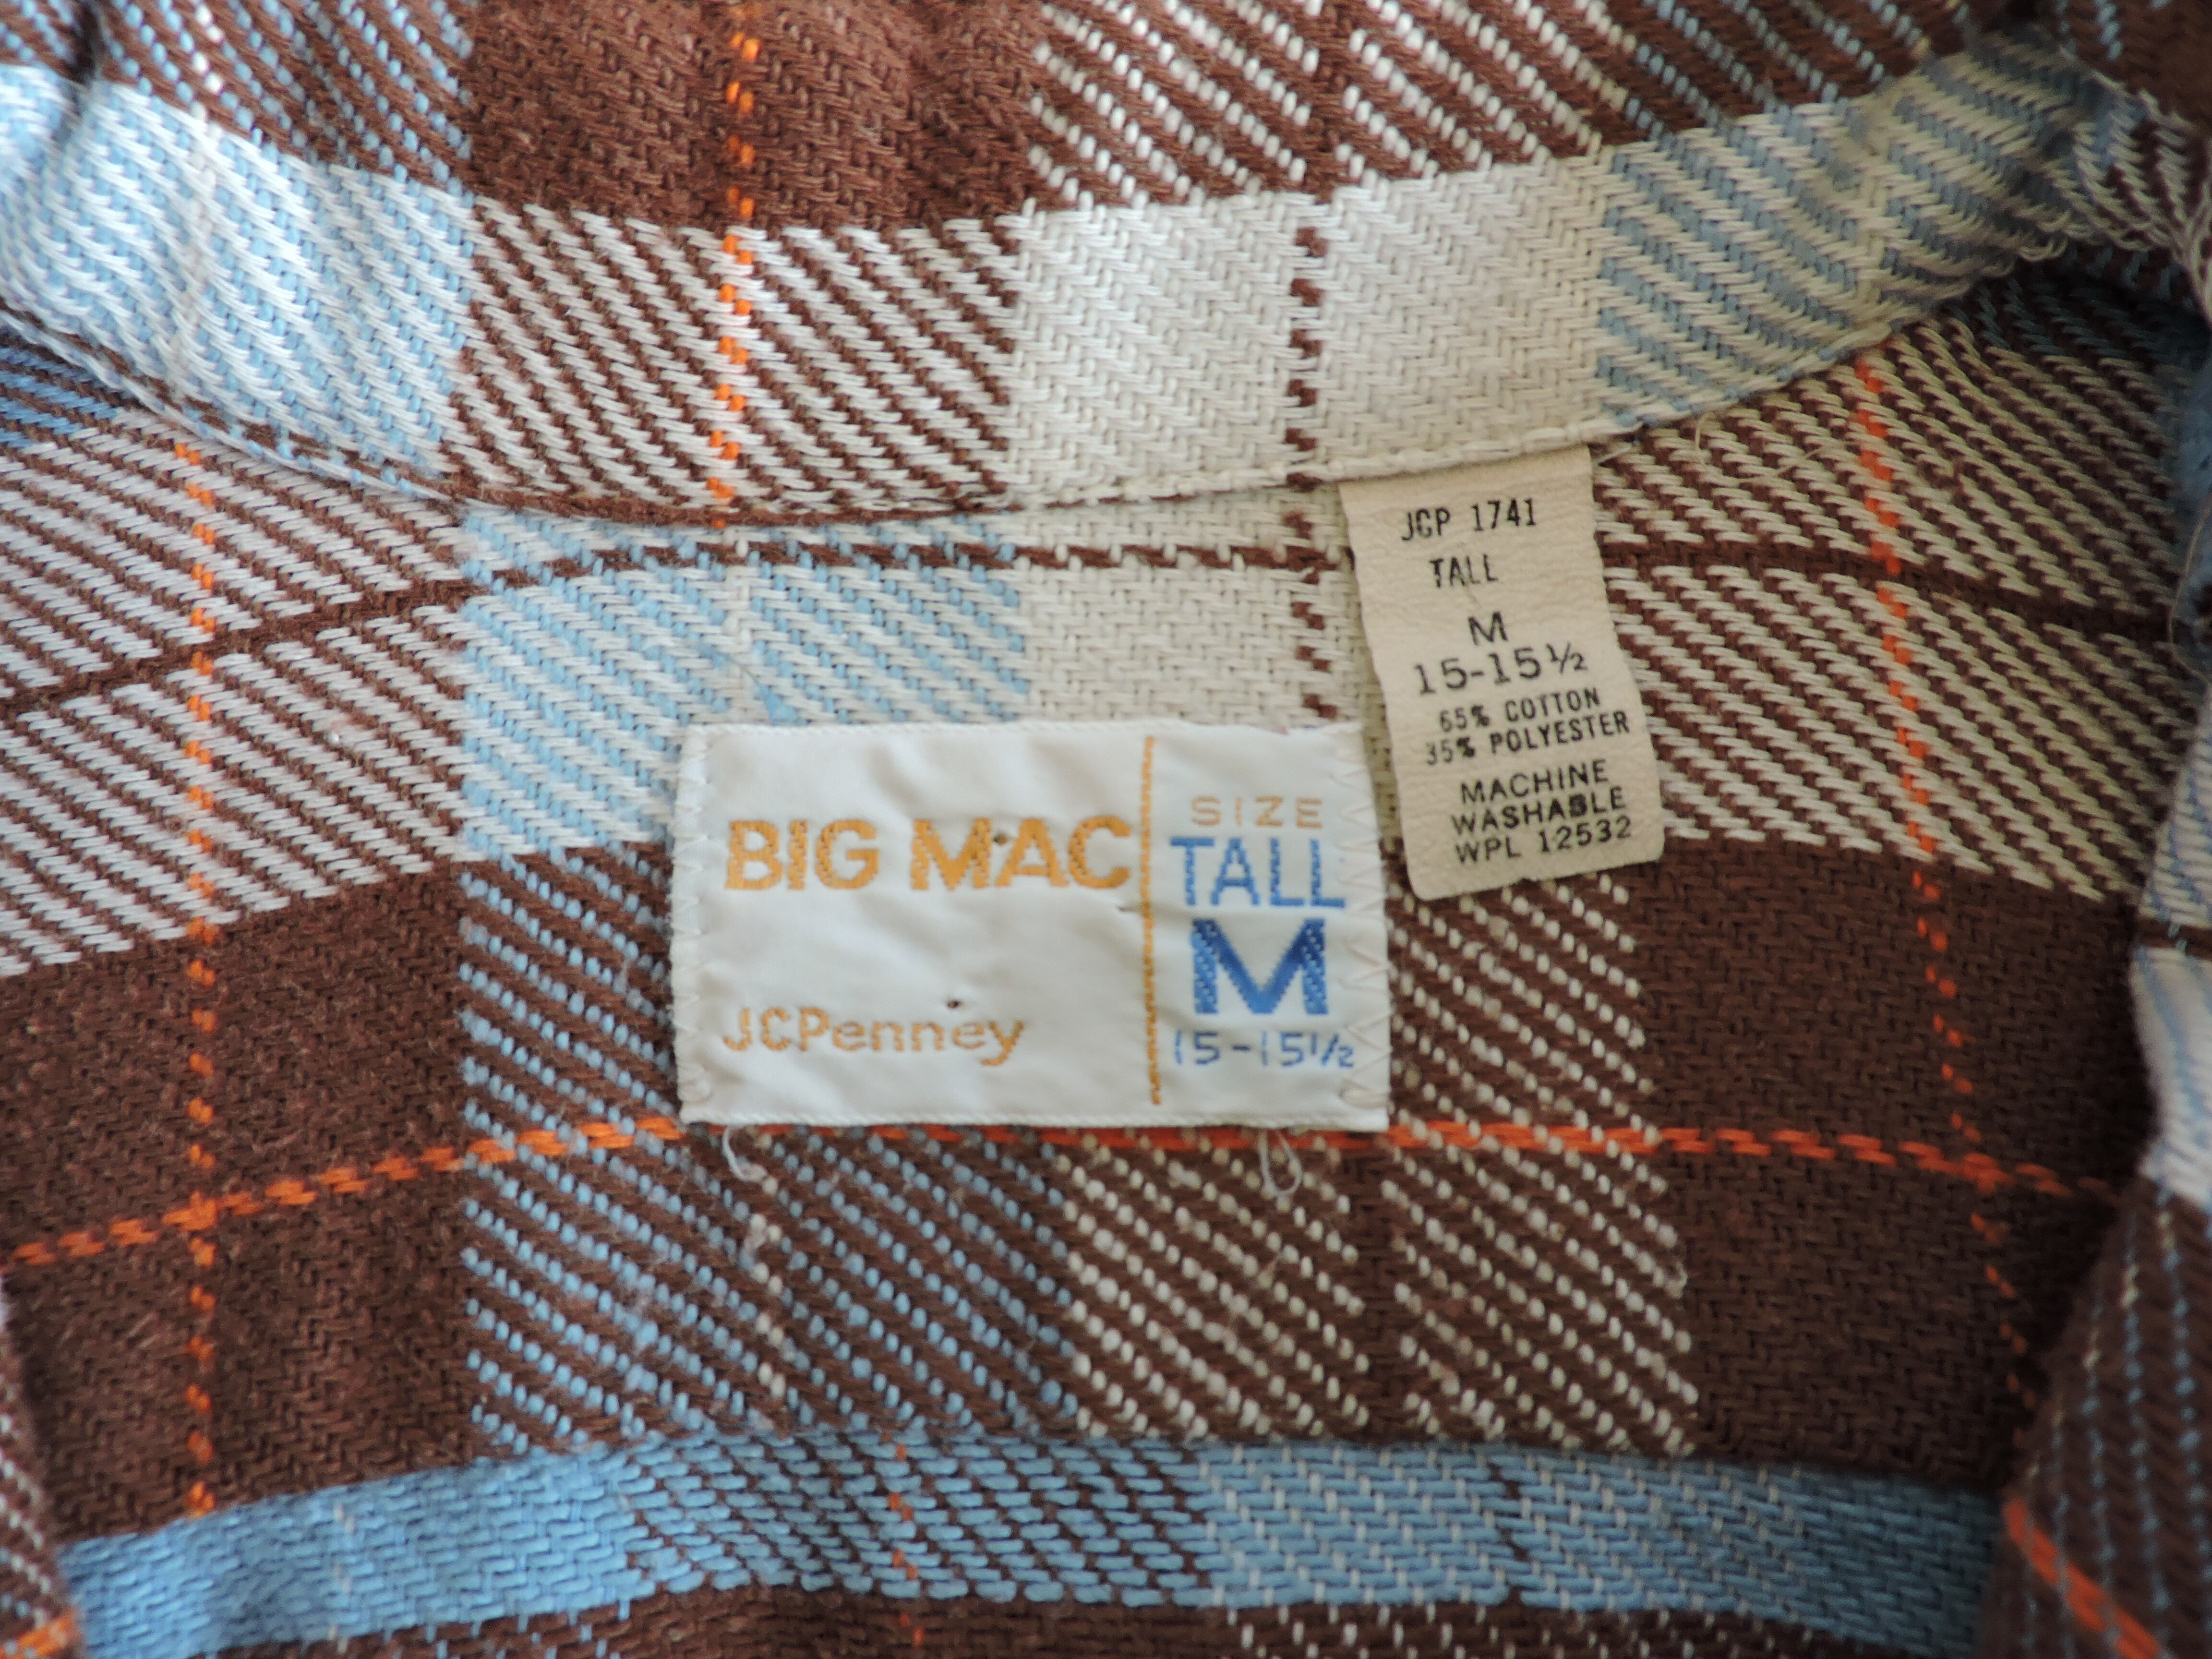 JCP 1741
TALL
M
15-15½
65% COTTON
35% POLYESTER
MACHINE
WASHABLE
WPL 12532
BIG MAC
JCPenney
SIZE
TALL
M
15-15½